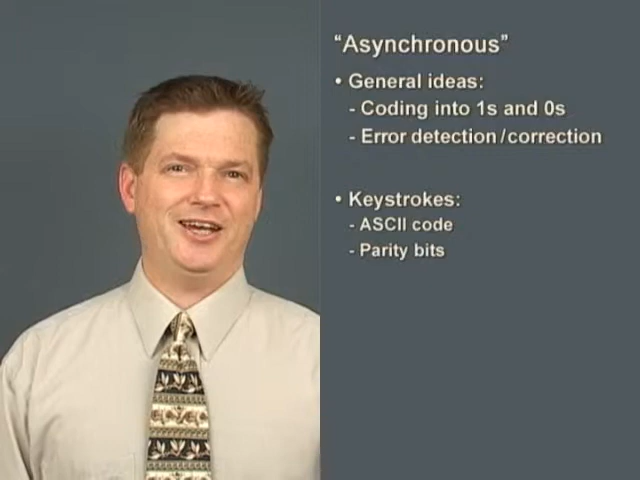 “Asynchronous”
• General ideas:
- Coding into 1s and 0s
- Error detection/correction
• Keystrokes:
- ASCII code
- Parity bits